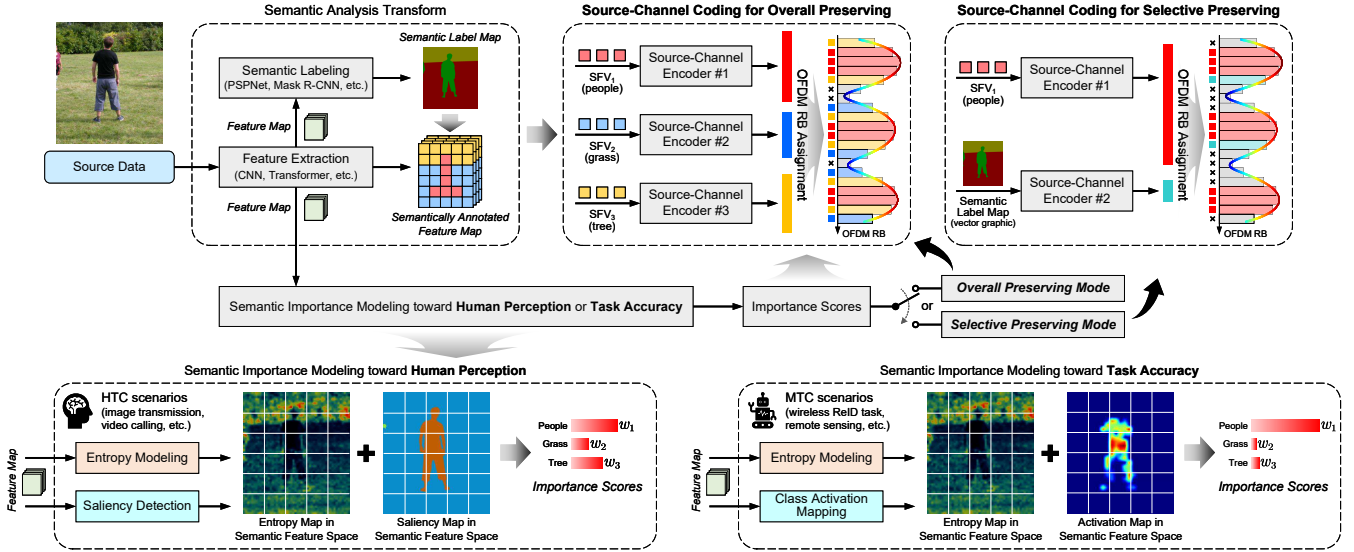 Semantic Analysis Transform
Source-Channel Coding for Overall Preserving
Source-Channel Coding for Selective Preserving
Source Data
Semantic Labeling
(PSPNet, Mask R-CNN, etc.)
Feature Map
Feature Extraction
(CNN, Transformer, etc.)
Feature Map
Semantic Label Map
Semantically Annotated
Feature Map
SFV1
(people)
Source-Channel
Encoder #1
SFV2
(grass)
Source-Channel
Encoder #2
SFV3
(tree)
Source-Channel
Encoder #3
OFDM RB Assignment
OFDM RB
SFV1
(people)
Source-Channel
Encoder #1
Semantic
Label Map
(vector graphic)
Source-Channel
Encoder #2
OFDM RB Assignment
OFDM RB
Semantic Importance Modeling toward Human Perception or Task Accuracy
Importance Scores
Overall Preserving Mode
or
Selective Preserving Mode
Semantic Importance Modeling toward Human Perception
HTC scenarios
(image transmission,
video calling, etc.)
Feature Map
Entropy Modeling
Saliency Detection
Entropy Map in
Semantic Feature Space
Saliency Map in
Semantic Feature Space
People w1
Grass w2
Tree w3
Importance Scores
Semantic Importance Modeling toward Task Accuracy
MTC scenarios
(wireless ReID task,
remote sensing, etc.)
Feature Map
Entropy Modeling
Class Activation
Mapping
Entropy Map in
Semantic Feature Space
Activation Map in
Semantic Feature Space
People w1
Grass w2
Tree w3
Importance Scores